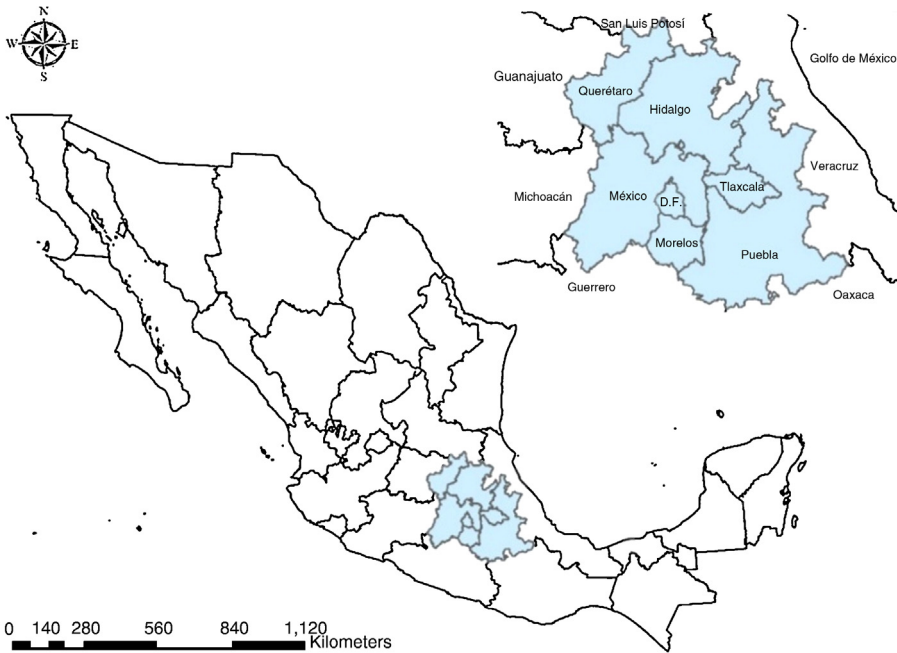 N
W E
S
San Luis Potosí
Golfo de México
Guanajuato
Querétaro
Hidalgo
Veracruz
Michoacán
México
D.F.
Tlaxcala
Morelos
Puebla
Guerrero
Oaxaca
0 140 280 560 840 1,120
Kilometers